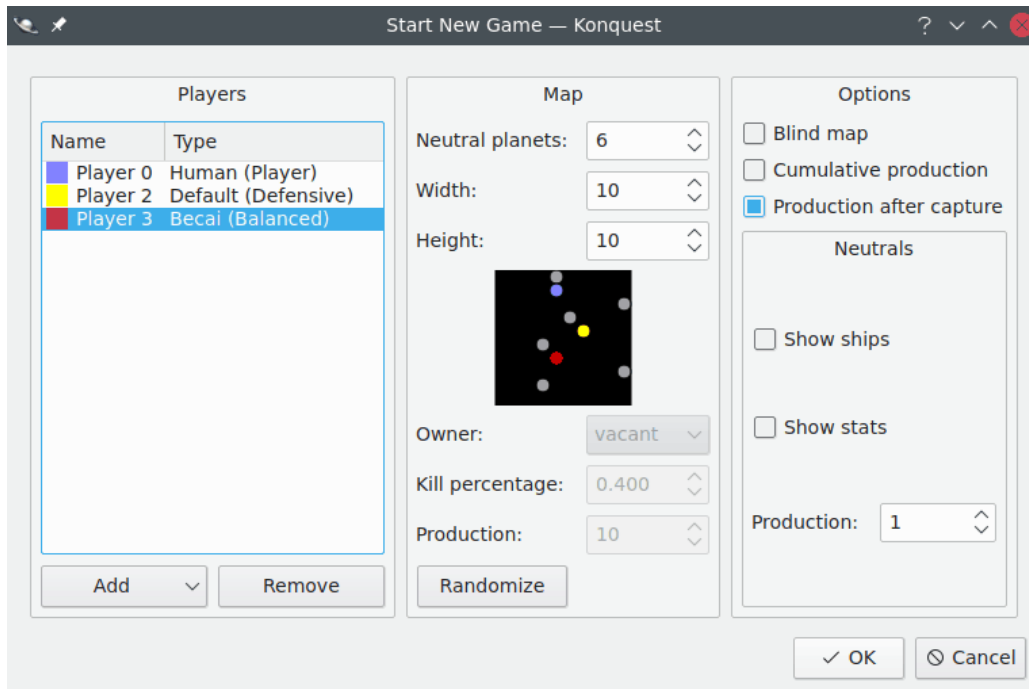 Start New Game — Konquest
Players
Name Type
Player 0 Human (Player)
Player 2 Default (Defensive)
Player 3 Becai (Balanced)
Add
Remove
Map
Neutral planets: 6
Width: 10
Height: 10
Owner: vacant
Kill percentage: 0.400
Production: 10
Randomize
Options
Blind map
Cumulative production
Production after capture
Neutrals
Show ships
Show stats
Production: 1
OK
Cancel